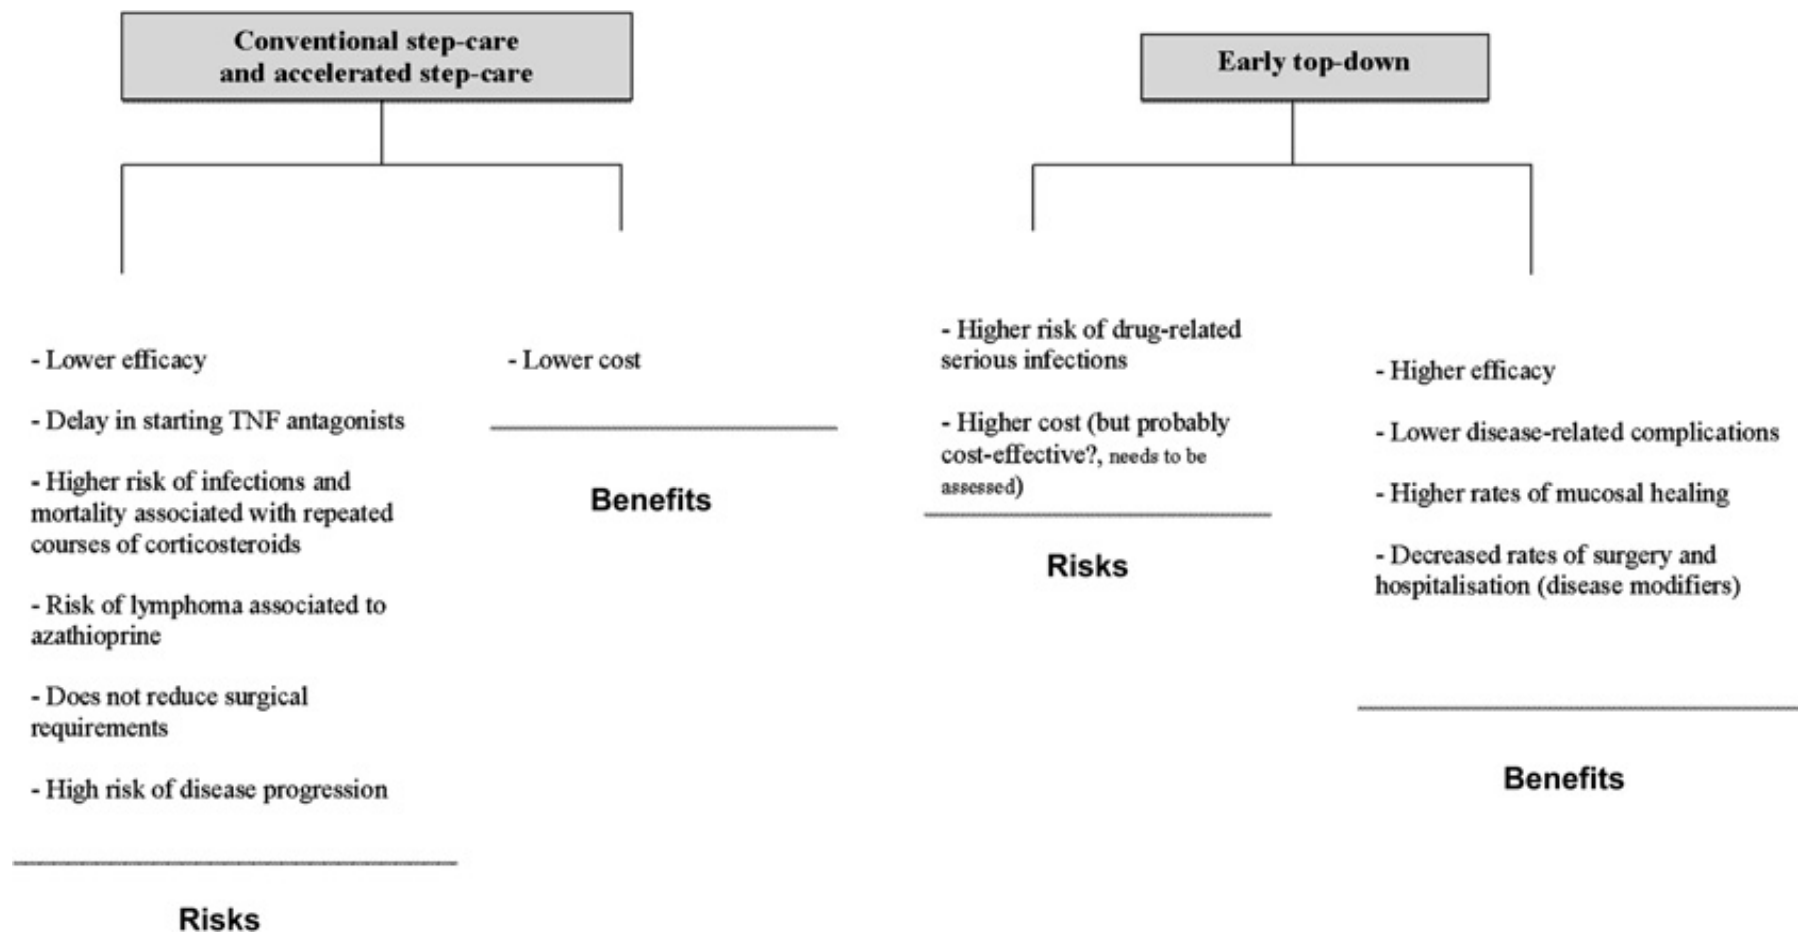 Conventional step-care
and accelerated step-care
- Lower efficacy
- Delay in starting TNF antagonists
- Higher risk of infections and
mortality associated with repeated
courses of corticosteroids
- Risk of lymphoma associated to
azathioprine
- Does not reduce surgical
requirements
- High risk of disease progression
Risks
- Lower cost
Benefits
Early top-down
- Higher risk of drug-related
serious infections
- Higher cost (but probably
cost-effective?, needs to be
assessed)
Risks
- Higher efficacy
- Lower disease-related complications
- Higher rates of mucosal healing
- Decreased rates of surgery and
hospitalisation (disease modifiers)
Benefits